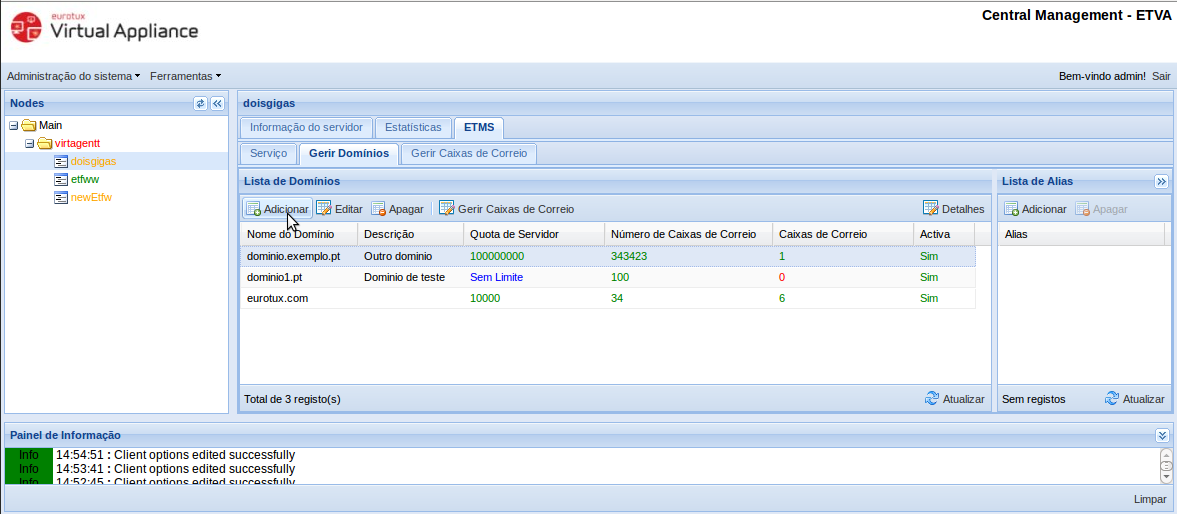 eurotux
Virtual Appliance
Central Management - ETVA
Administração do sistema Ferramentas Bem-vindo admin! Sair
Nodes
Main
virtagentt
doisgigas
etfww
newEtfw
doisgigas
Informação do servidor Estatísticas ETMS
Serviço Gerir Domínios Gerir Caixas de Correio
Lista de Domínios
Adicionar Editar Apagar Gerir Caixas de Correio Detalhes
Nome do Domínio Descrição Quota de Servidor Número de Caixas de Correio Caixas de Correio Activa
dominio.exemplo.pt Outro dominio 100000000 343423 1 Sim
dominio1.pt Dominio de teste Sem Limite 100 0 Sim
eurotux.com 10000 34 6 Sim
Total de 3 registo(s) Atualizar
Lista de Alias
Adicionar Apagar
Alias
Sem registos Atualizar
Painel de Informação
Info 14:54:51 : Client options edited successfully
Info 14:53:41 : Client options edited successfully
Info 14:52:45 : Client options edited successfully
Limpar